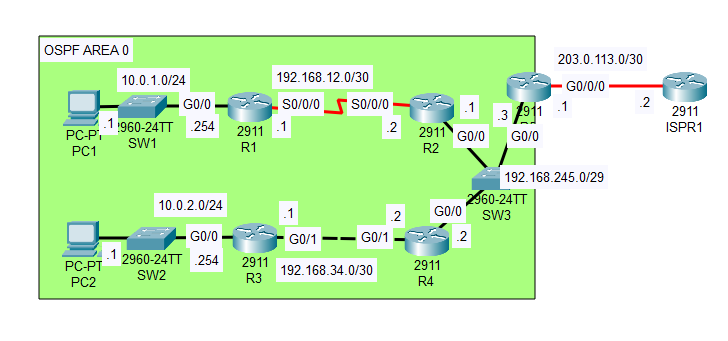 OSPF AREA 0
203.0.113.0/30
10.0.1.0/24
192.168.12.0/30
G0/0
S0/0/0
S0/0/0
G0/0/0
.1
.254
.1
.2
.1
.3
.1
.2
PC-PT
PC1
2960-24TT
SW1
2911
R1
2911
R2
G0/0
G0/0
2911
2911
ISPR1
192.168.245.0/29
2960-24TT
SW3
10.0.2.0/24
G0/0
.1
G0/1
G0/1
.2
G0/0
.2
.1
.254
PC-PT
PC2
2960-24TT
SW2
2911
R3
192.168.34.0/30
2911
R4